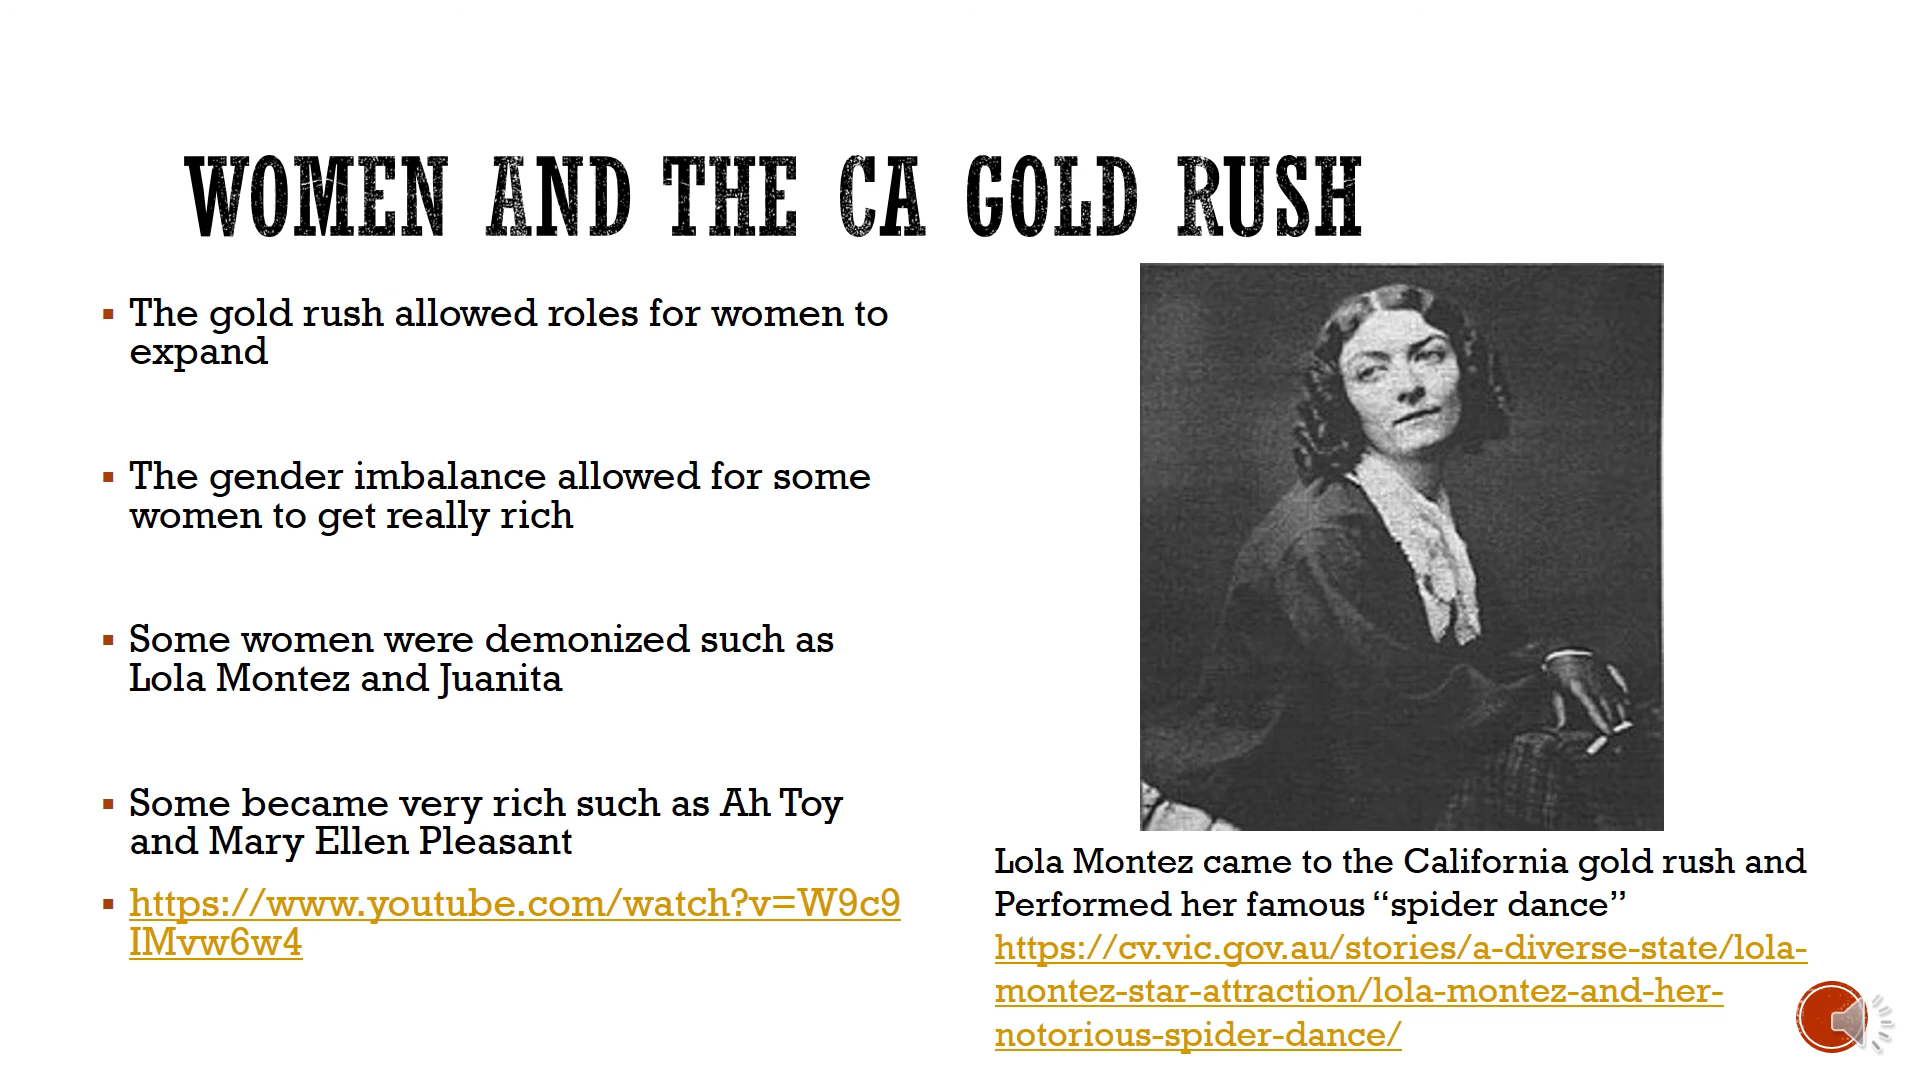 WOMEN AND THE CA GOLD RUSH
▪ The gold rush allowed roles for women to
expand
▪ The gender imbalance allowed for some
women to get really rich
▪ Some women were demonized such as
Lola Montez and Juanita
▪ Some became very rich such as Ah Toy
and Mary Ellen Pleasant
▪ https://www.youtube.com/watch?v=W9c9
IMvw6w4
Lola Montez came to the California gold rush and
Performed her famous “spider dance”
https://cv.vic.gov.au/stories/a-diverse-state/lola-
montez-star-attraction/lola-montez-and-her-
notorious-spider-dance/